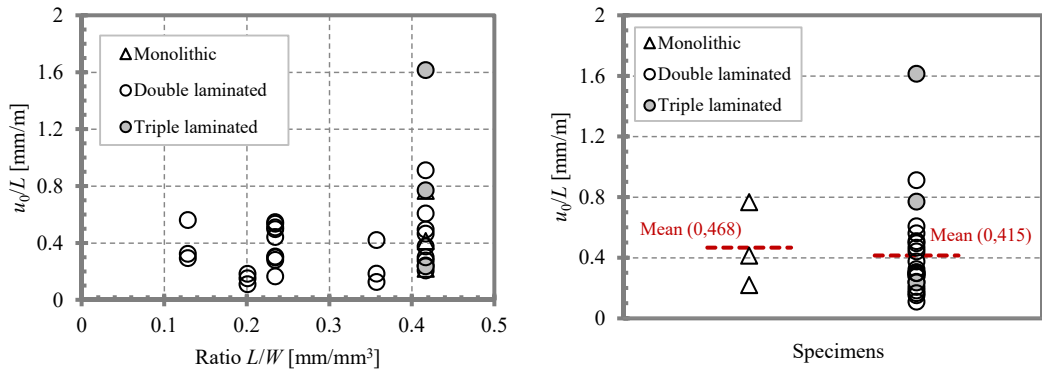 2
1.6
1.2
0.8
0.4
0
u₀/L [mm/m]
Monolithic
Double laminated
Triple laminated
0 0.1 0.2 0.3 0.4 0.5
Ratio L/W [mm/mm³]
2
1.6
1.2
0.8
0.4
0
u₀/L [mm/m]
Monolithic
Double laminated
Triple laminated
Mean (0,468)
Mean (0,415)
Specimens